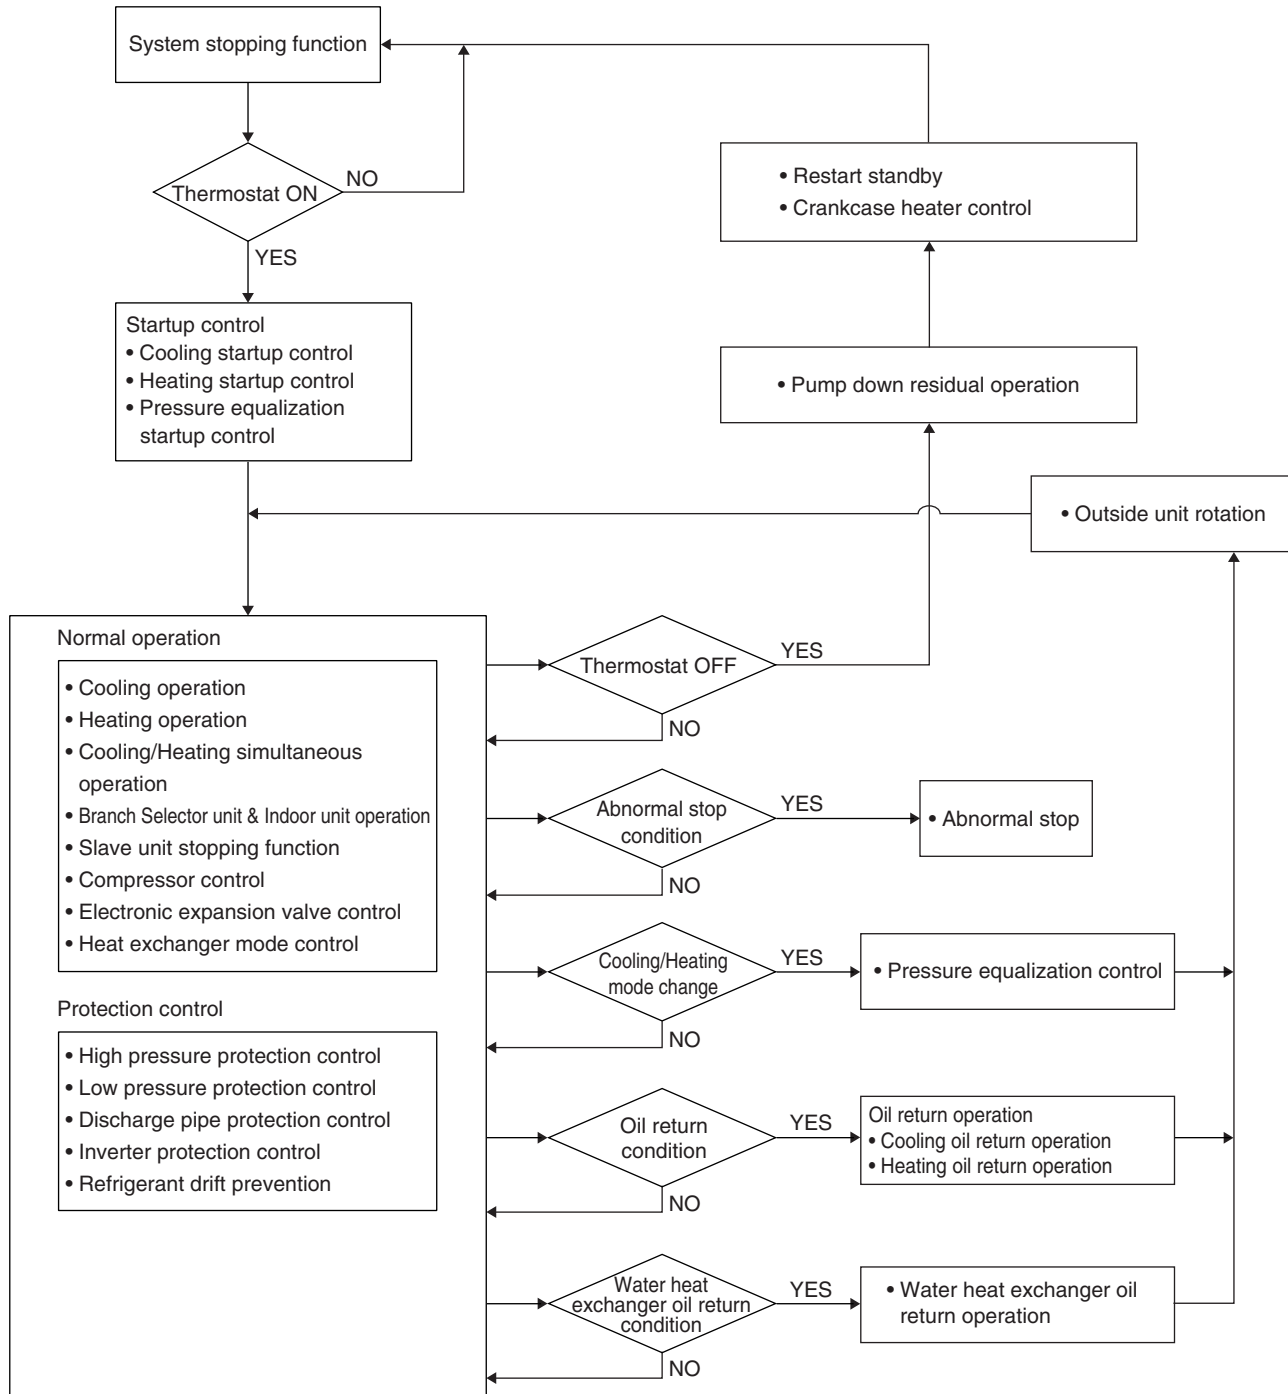 System stopping function
Thermostat ON
NO
YES
Startup control
• Cooling startup control
• Heating startup control
• Pressure equalization
startup control
• Restart standby
• Crankcase heater control
• Pump down residual operation
• Outside unit rotation
Normal operation
• Cooling operation
• Heating operation
• Cooling/Heating simultaneous
operation
• Branch Selector unit & Indoor unit operation
• Slave unit stopping function
• Compressor control
• Electronic expansion valve control
• Heat exchanger mode control
Protection control
• High pressure protection control
• Low pressure protection control
• Discharge pipe protection control
• Inverter protection control
• Refrigerant drift prevention
Thermostat OFF
YES
NO
Abnormal stop
condition
YES
NO
• Abnormal stop
Cooling/Heating
mode change
YES
NO
• Pressure equalization control
Oil return
condition
YES
NO
Oil return operation
• Cooling oil return operation
• Heating oil return operation
Water heat
exchanger oil return
condition
YES
NO
• Water heat exchanger oil
return operation